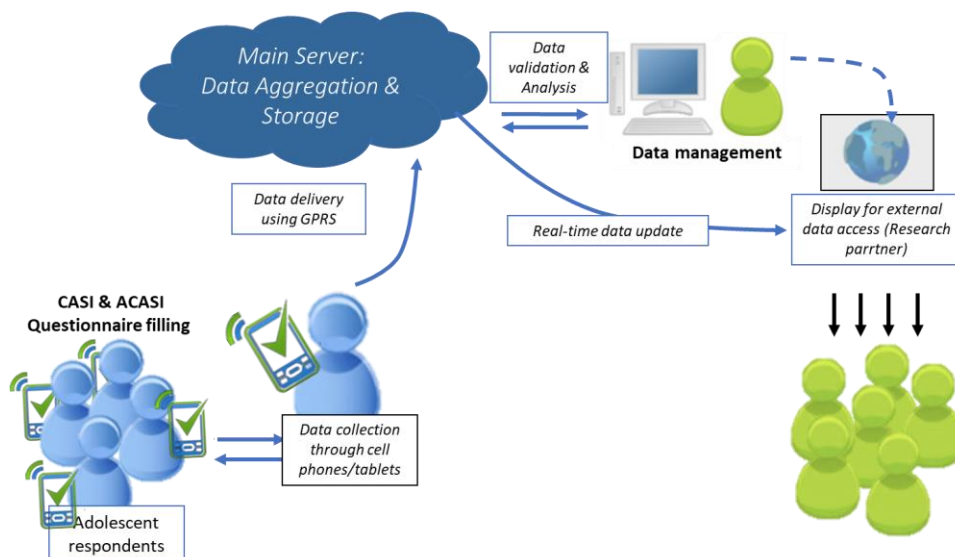 Main Server:
Data Aggregation &
Storage
Data
validation &
Analysis
Data management
Data delivery
using GPRS
Real-time data update
Display for external
data access (Research
parrtner)
CASI & ACASI
Questionnaire filling
Data collection
through cell
phones/tablets
Adolescent
respondents